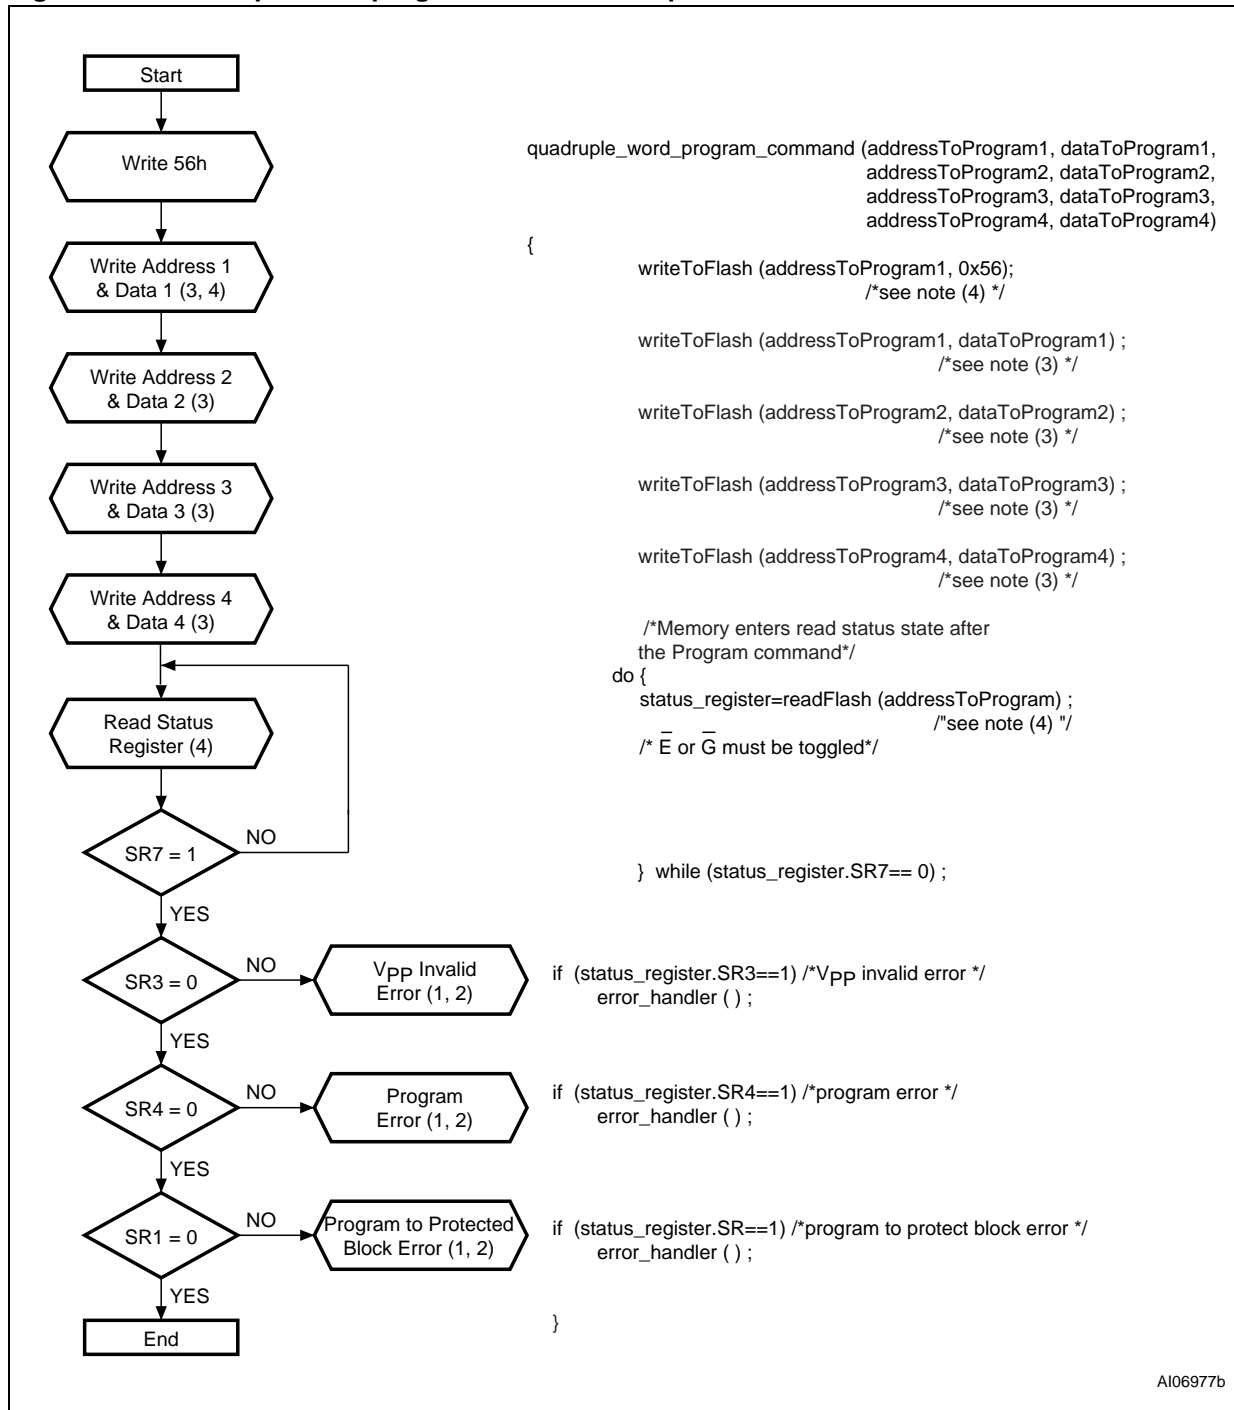 Start
Write 56h
Write Address 1
& Data 1 (3, 4)
Write Address 2
& Data 2 (3)
Write Address 3
& Data 3 (3)
Write Address 4
& Data 4 (3)
Read Status
Register (4)
SR7 = 1
NO
YES
SR3 = 0
NO
VPP Invalid
Error (1, 2)
YES
SR4 = 0
NO
Program
Error (1, 2)
YES
SR1 = 0
NO
Program to Protected
Block Error (1, 2)
YES
End
quadruple_word_program_command (addressToProgram1, dataToProgram1,
addressToProgram2, dataToProgram2,
addressToProgram3, dataToProgram3,
addressToProgram4, dataToProgram4)
{
writeToFlash (addressToProgram1, 0x56);
/*see note (4) */
writeToFlash (addressToProgram1, dataToProgram1) ;
/*see note (3) */
writeToFlash (addressToProgram2, dataToProgram2) ;
/*see note (3) */
writeToFlash (addressToProgram3, dataToProgram3) ;
/*see note (3) */
writeToFlash (addressToProgram4, dataToProgram4) ;
/*see note (3) */
/*Memory enters read status state after
the Program command*/
do {
status_register=readFlash (addressToProgram) ;
/"see note (4) "/
/* E̅ or G̅ must be toggled*/
} while (status_register.SR7== 0) ;
if (status_register.SR3==1) /*VPP invalid error */
error_handler ( ) ;
if (status_register.SR4==1) /*program error */
error_handler ( ) ;
if (status_register.SR==1) /*program to protect block error */
error_handler ( ) ;
}
AI06977b